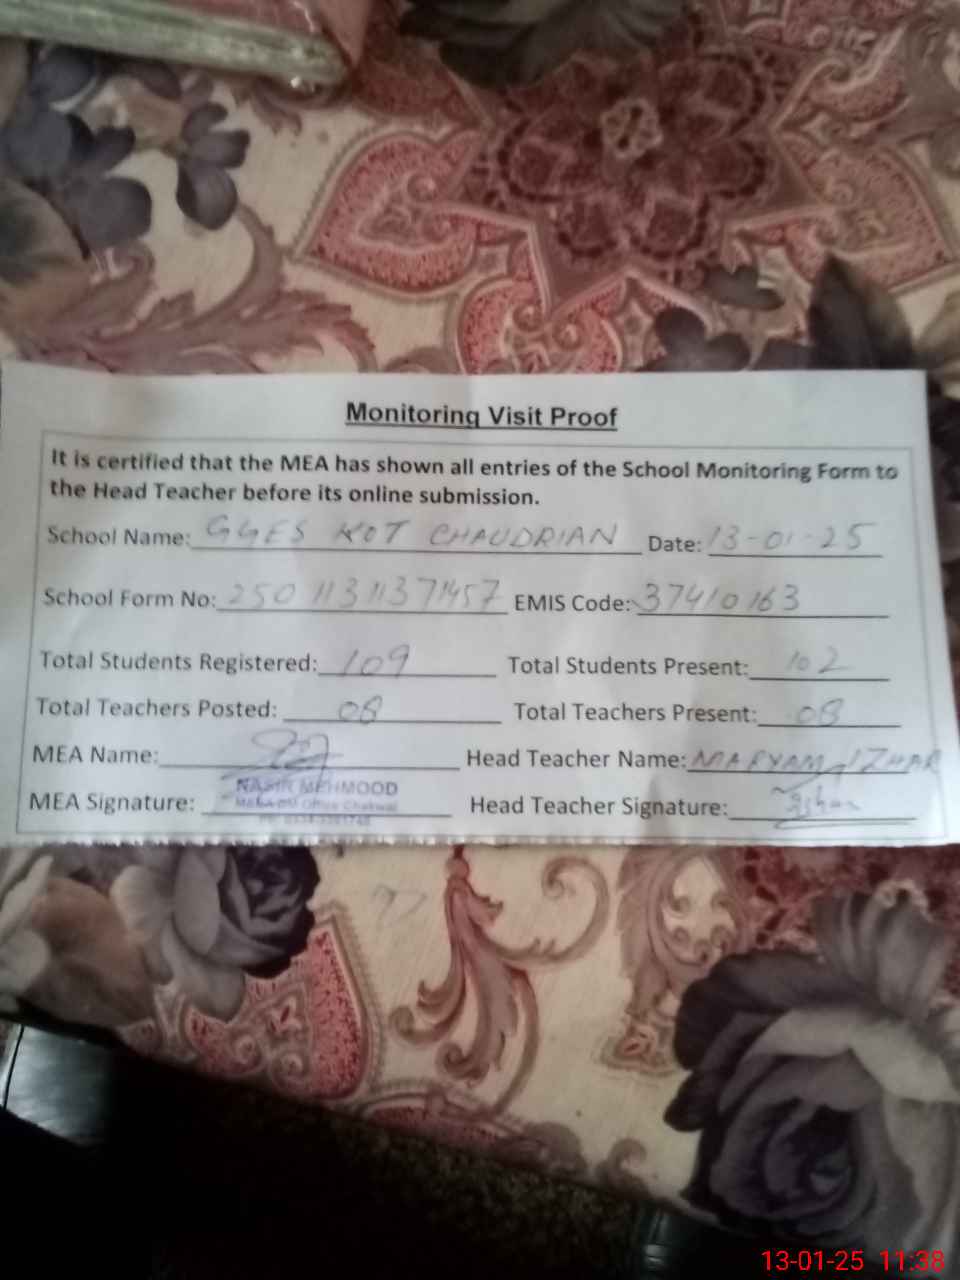 Monitoring Visit Proof
It is certified that the MEA has shown all entries of the School Monitoring Form to
the Head Teacher before its online submission.
School Name: GGES KOT CHAUDRIAN Date: 13-01-25
School Form No: 25011311371457 EMIS Code: 37410163
Total Students Registered: 109 Total Students Present: 102
Total Teachers Posted: 08 Total Teachers Present: 08
MEA Name: Head Teacher Name: MARYAM IZHAR
NASIR MEHMOOD
MEA Signature: Head Teacher Signature:
Office Chakwal
13-01-25 11:38